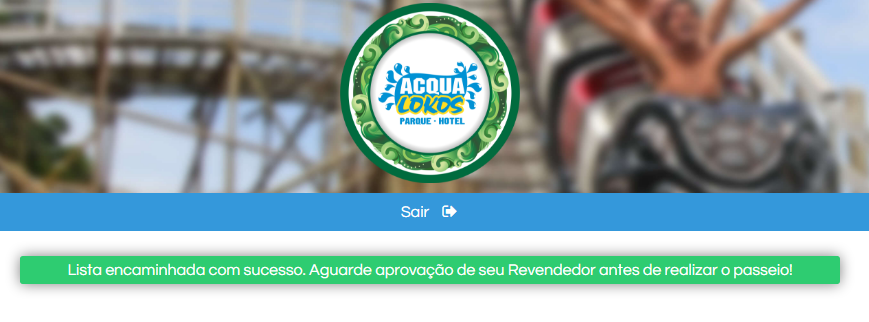 ACQUA
LOKOS
PARQUE - HOTEL
Sair
Lista encaminhada com sucesso. Aguarde aprovação de seu Revendedor antes de realizar o passeio!